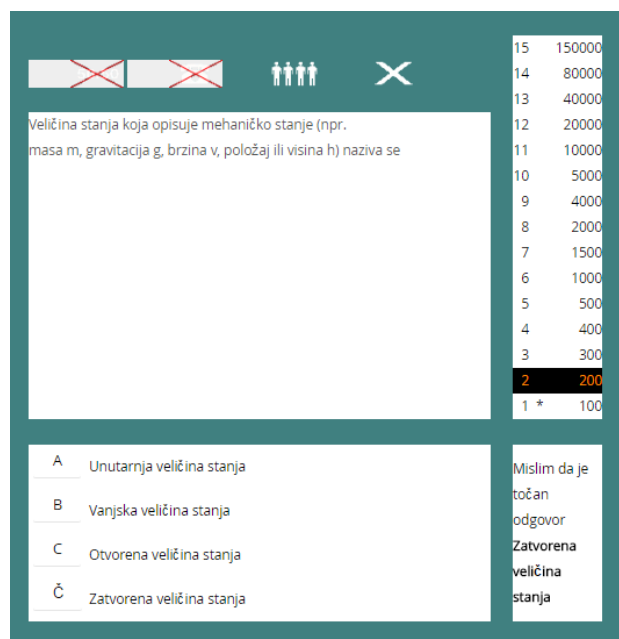 Veličina stanja koja opisuje mehaničko stanje (npr.
masa m, gravitacija g, brzina v, položaj ili visina h) naziva se
15 150000
14 80000
13 40000
12 20000
11 10000
10 5000
9 4000
8 2000
7 1500
6 1000
5 500
4 400
3 300
2 200
1 * 100
A Unutarnja veličina stanja
B Vanjska veličina stanja
C Otvorena veličina stanja
Č Zatvorena veličina stanja
Mislim da je
točan
odgovor
Zatvorena
veličina
stanja